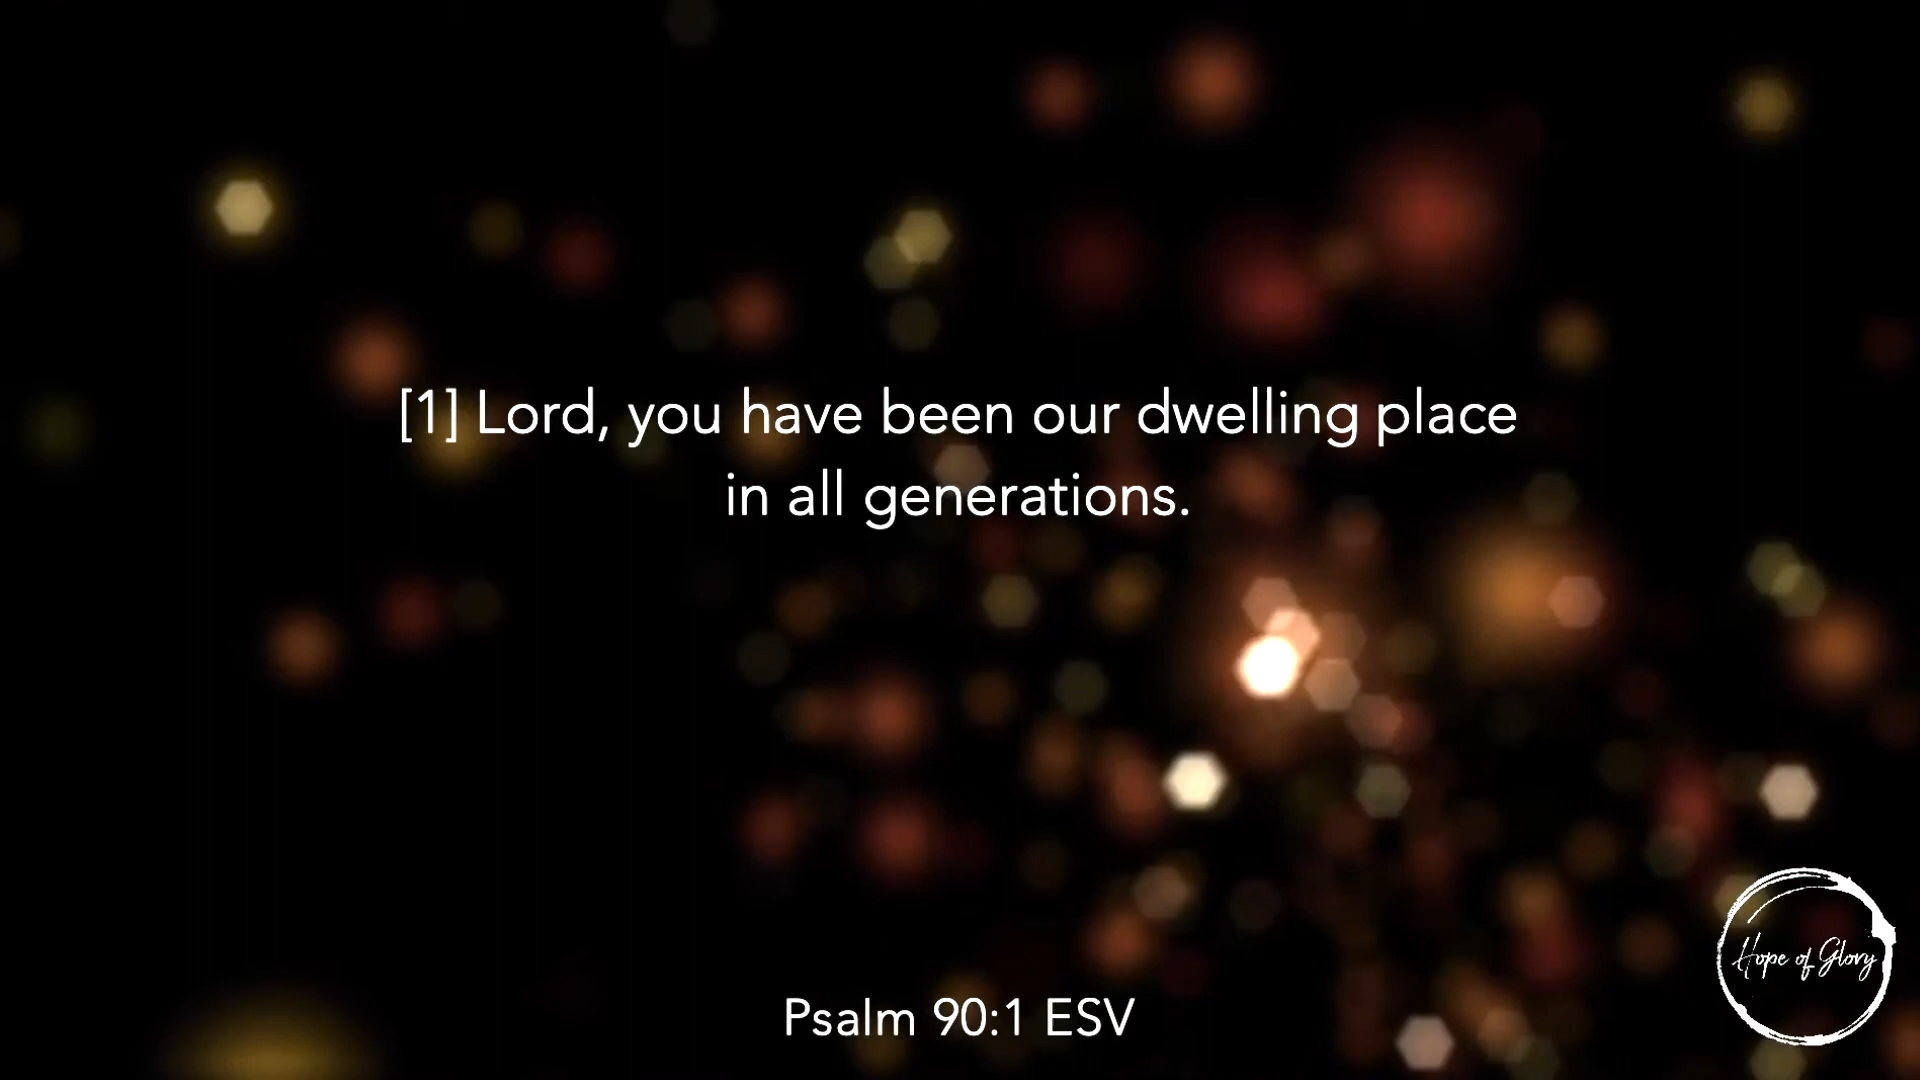 [1] Lord, you have been our dwelling place
in all generations.
Psalm 90:1 ESV
Hope of Glory